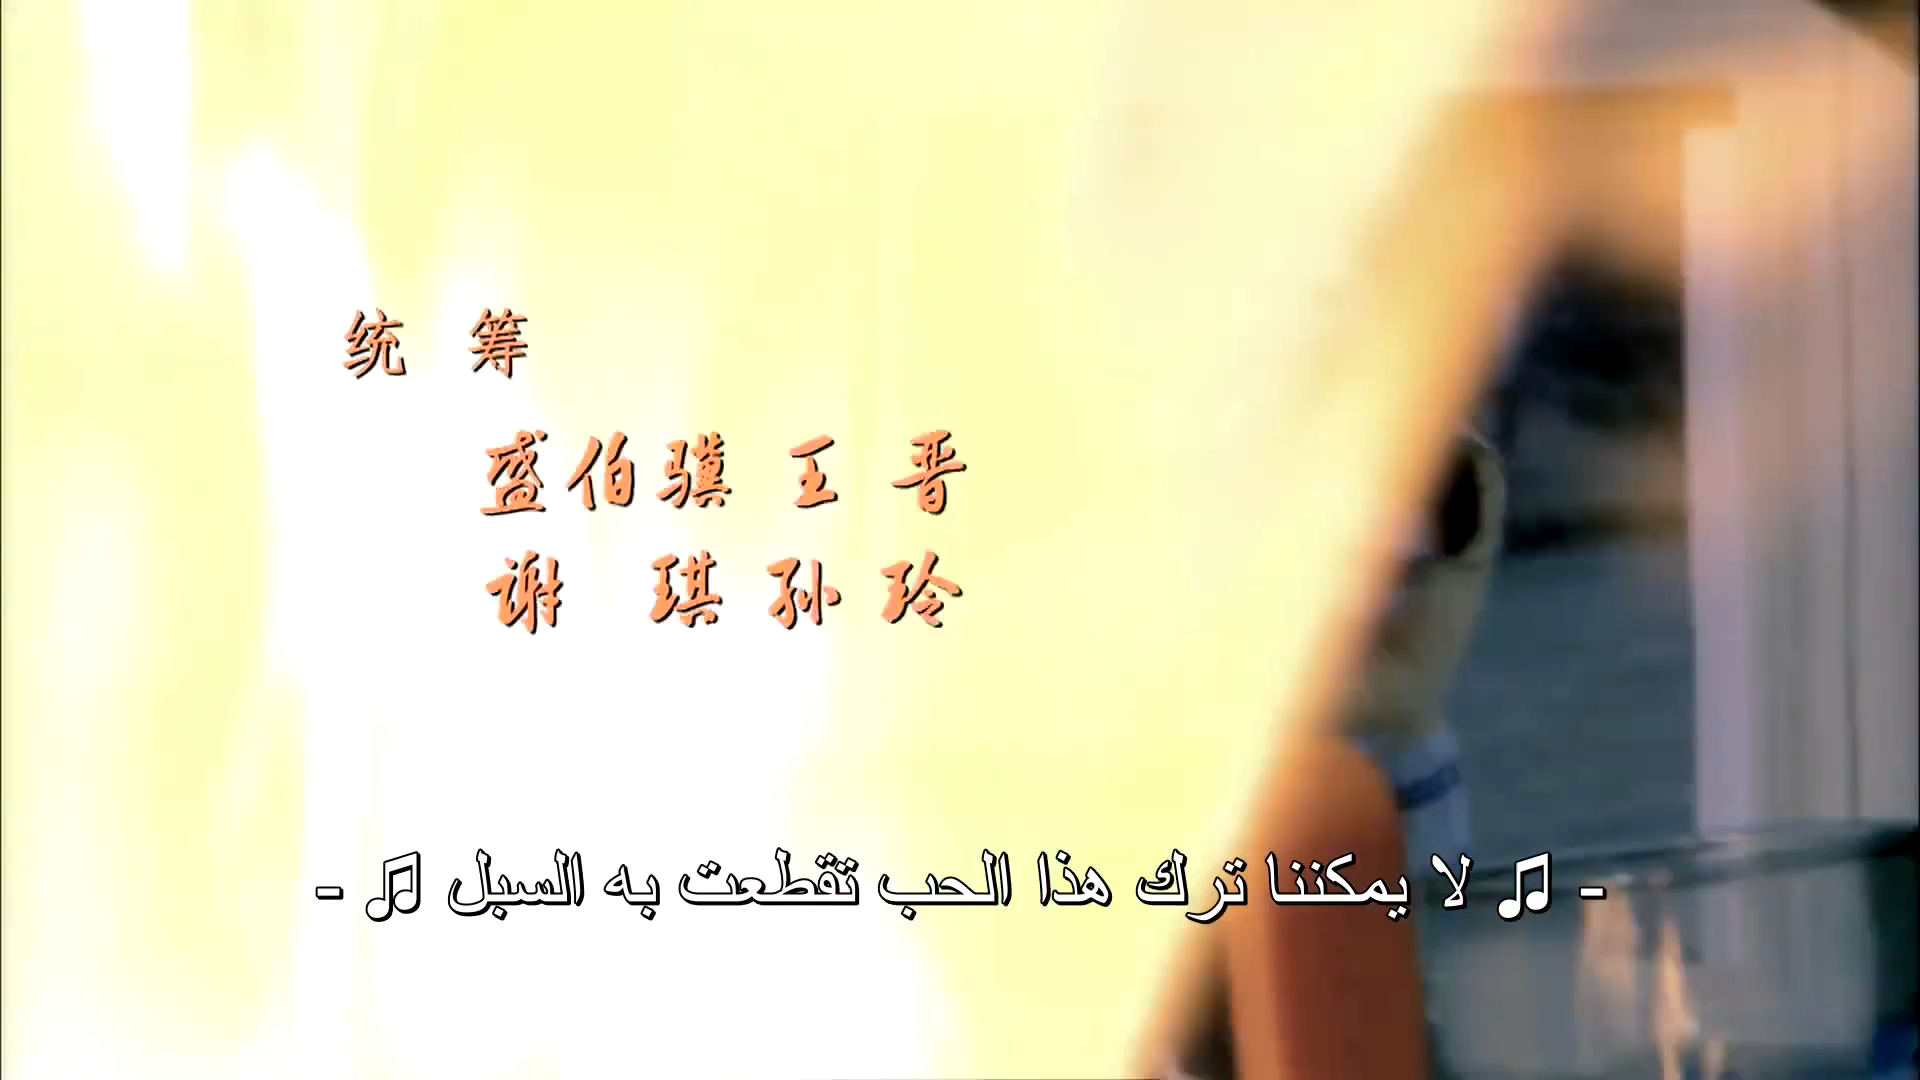 统 筹
盛伯骥 王 晋
谢 琪 孙 玲
- ♫ لا يمكننا ترك هذا الحب تقطعت به السبل ♫ -